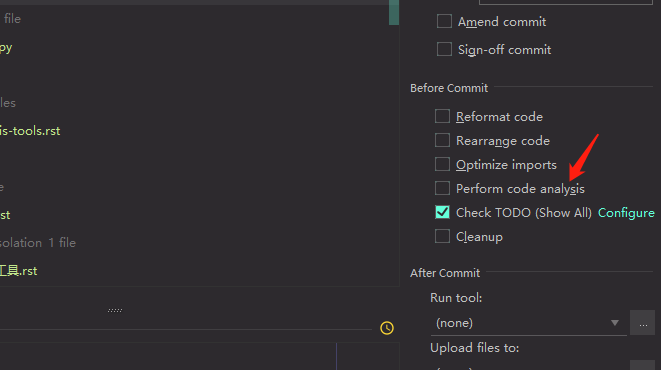 file
Amend commit
py
Sign-off commit
les
Before Commit
Reformat code
is-tools.rst
Rearrange code
Optimize imports
e
Perform code analysis
st
Check TODO (Show All) Configure
solation 1 file
Cleanup
工具.rst
After Commit
Run tool:
(none)
...
Upload files to:
(none)